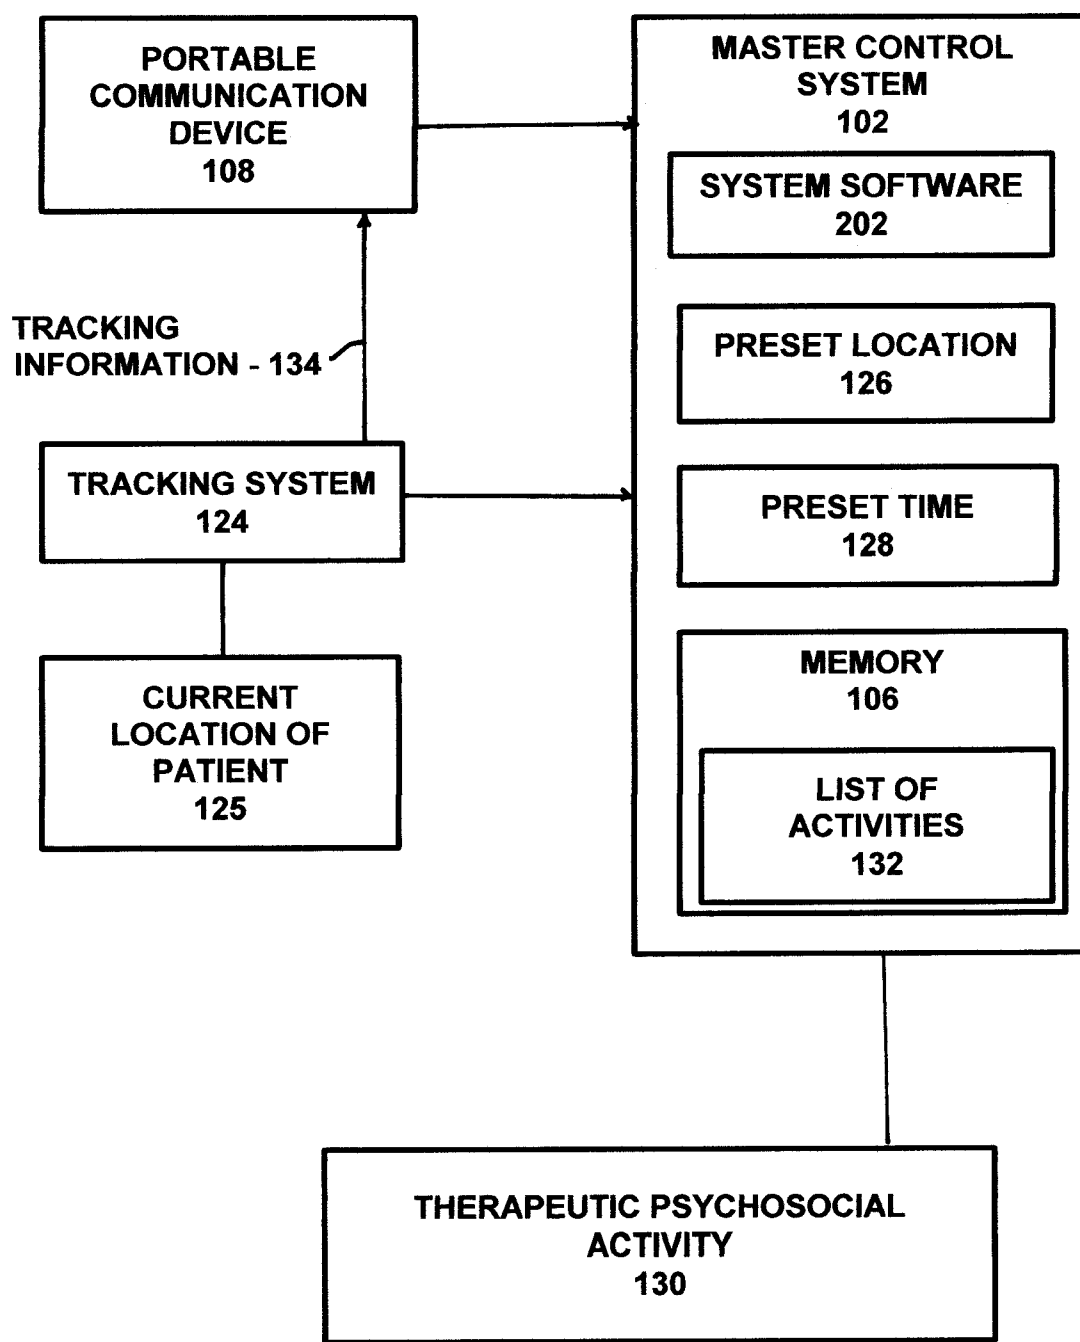 PORTABLE
COMMUNICATION
DEVICE
108
MASTER CONTROL
SYSTEM
102
SYSTEM SOFTWARE
202
PRESET LOCATION
126
PRESET TIME
128
MEMORY
106
LIST OF
ACTIVITIES
132
TRACKING
INFORMATION - 134
TRACKING SYSTEM
124
CURRENT
LOCATION OF
PATIENT
125
THERAPEUTIC PSYCHOSOCIAL
ACTIVITY
130